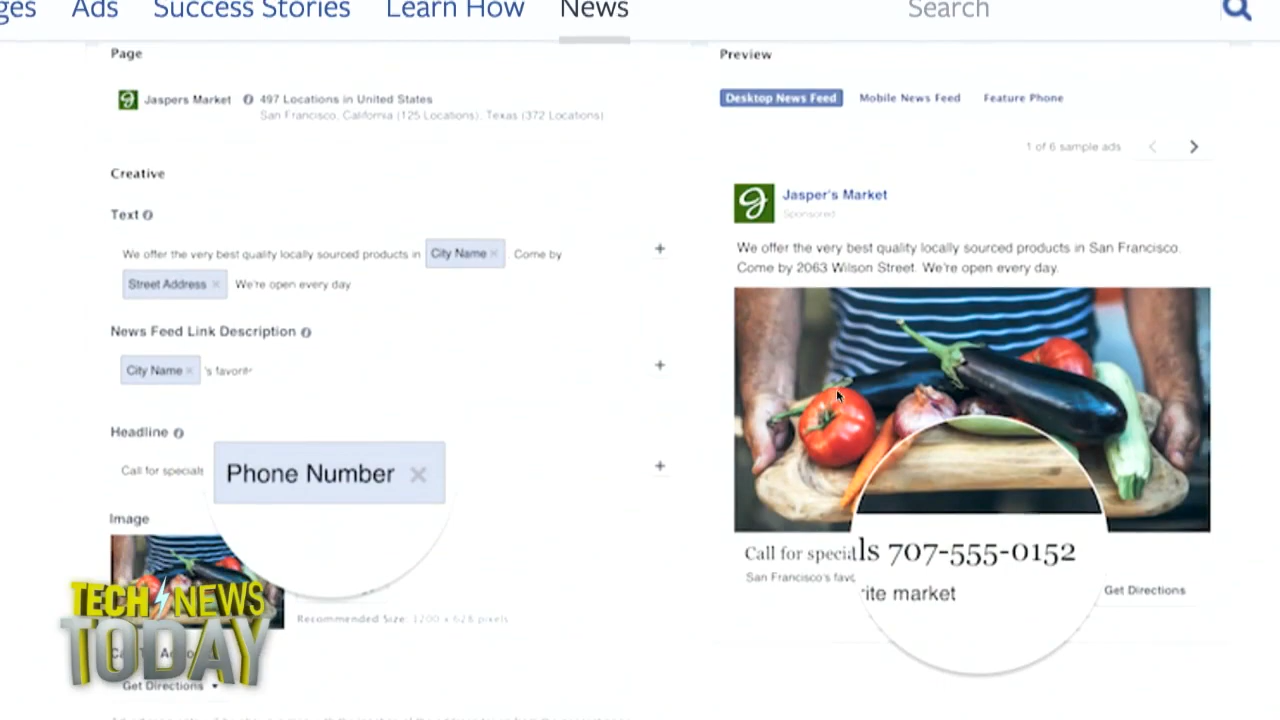 ges Ads Success Stories Learn How News Search
Page
Jaspers Market 497 Locations in United States
San Francisco, California (125 Locations), Texas (372 Locations)
Creative
Text
We offer the very best quality locally sourced products in City Name × . Come by
Street Address × We're open every day
News Feed Link Description
City Name × 's favorit
Headline
Call for specials Phone Number ×
Image
Recommended Size: 1200 x 628 pixels
Get Directions
TECH NEWS
TODAY
Preview
Desktop News Feed Mobile News Feed Feature Phone
1 of 6 sample ads
Jasper's Market
Sponsored
We offer the very best quality locally sourced products in San Francisco.
Come by 2063 Wilson Street. We're open every day.
Call for specials 707-555-0152
San Francisco's favorite market
Get Directions